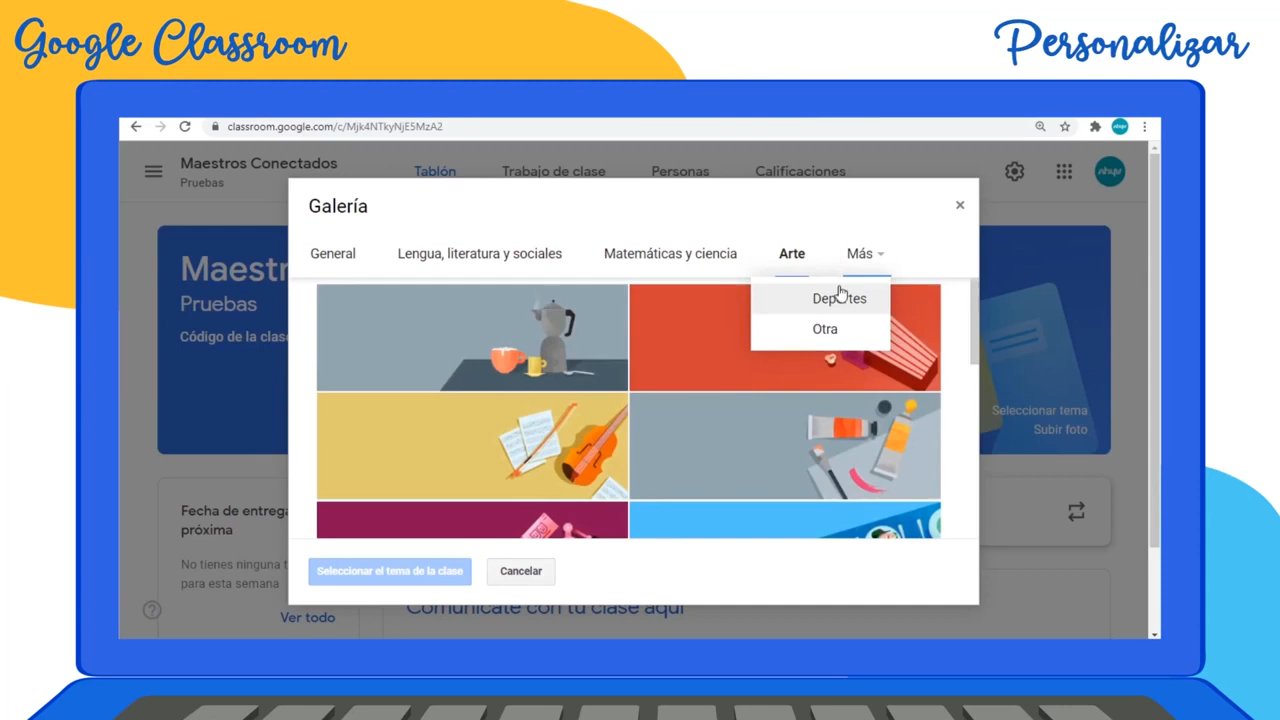 Google Classroom
Personalizar
classroom.google.com/c/Mjk4NTkyNjE5MzA2
Maestros Conectados
Pruebas
Tablón
Trabajo de clase
Personas
Calificaciones
nhyv
Galería
×
General
Lengua, literatura y sociales
Matemáticas y ciencia
Arte
Más
Deportes
Otra
Maestr
Pruebas
Código de la clas
Seleccionar tema
Subir foto
Fecha de entreg
próxima
No tienes ninguna t
para esta semana
Ver todo
Seleccionar el tema de la clase
Cancelar
Comunícate con tu clase aquí